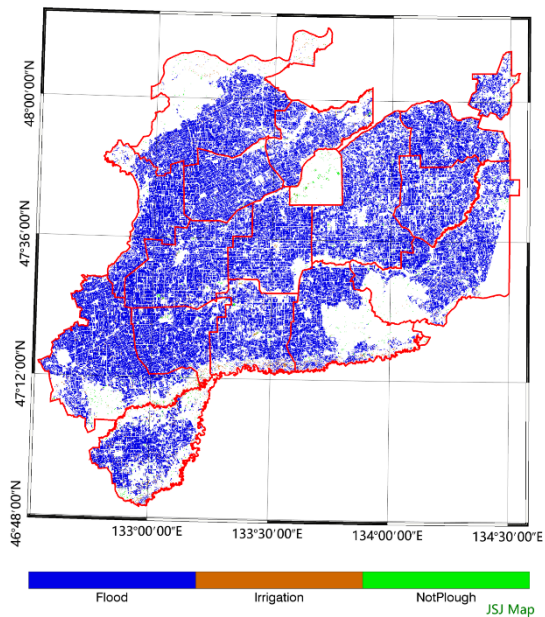 48°00′00″N
47°36′00″N
47°12′00″N
46°48′00″N
133°00′00″E 133°30′00″E 134°00′00″E 134°30′00″E
Flood Irrigation NotPlough
JSJ Map